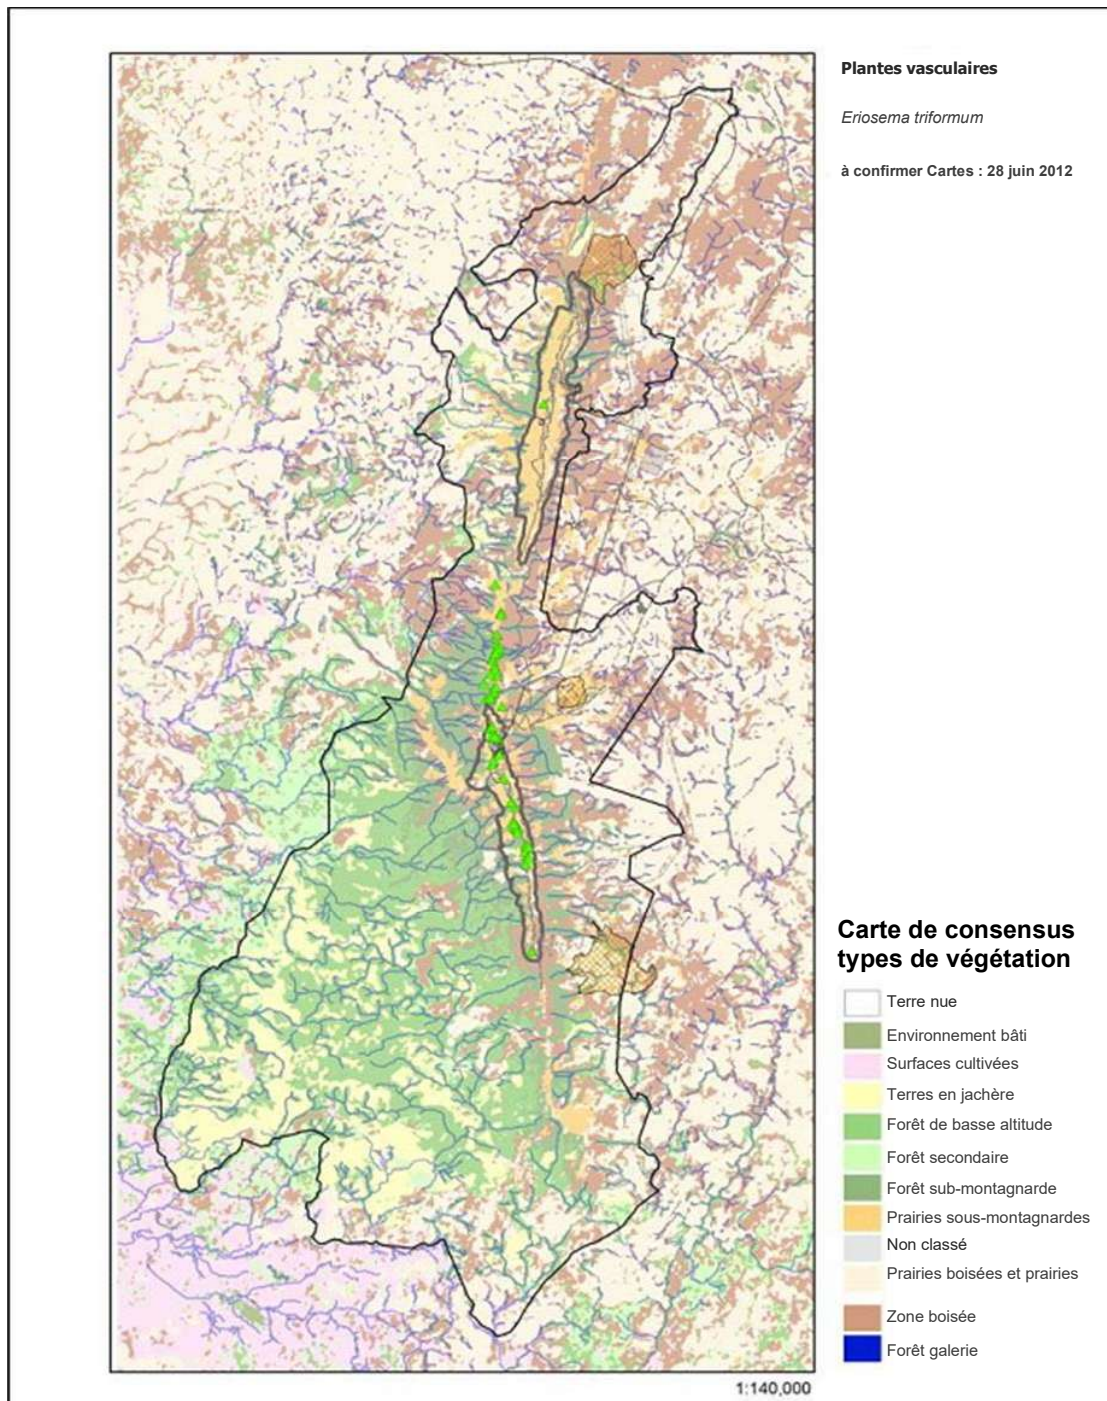 Plantes vasculaires
Eriosema triformum
à confirmer Cartes : 28 juin 2012
Carte de consensus
types de végétation
Terre nue
Environnement bâti
Surfaces cultivées
Terres en jachère
Forêt de basse altitude
Forêt secondaire
Forêt sub-montagnarde
Prairies sous-montagnardes
Non classé
Prairies boisées et prairies
Zone boisée
Forêt galerie
1:140,000